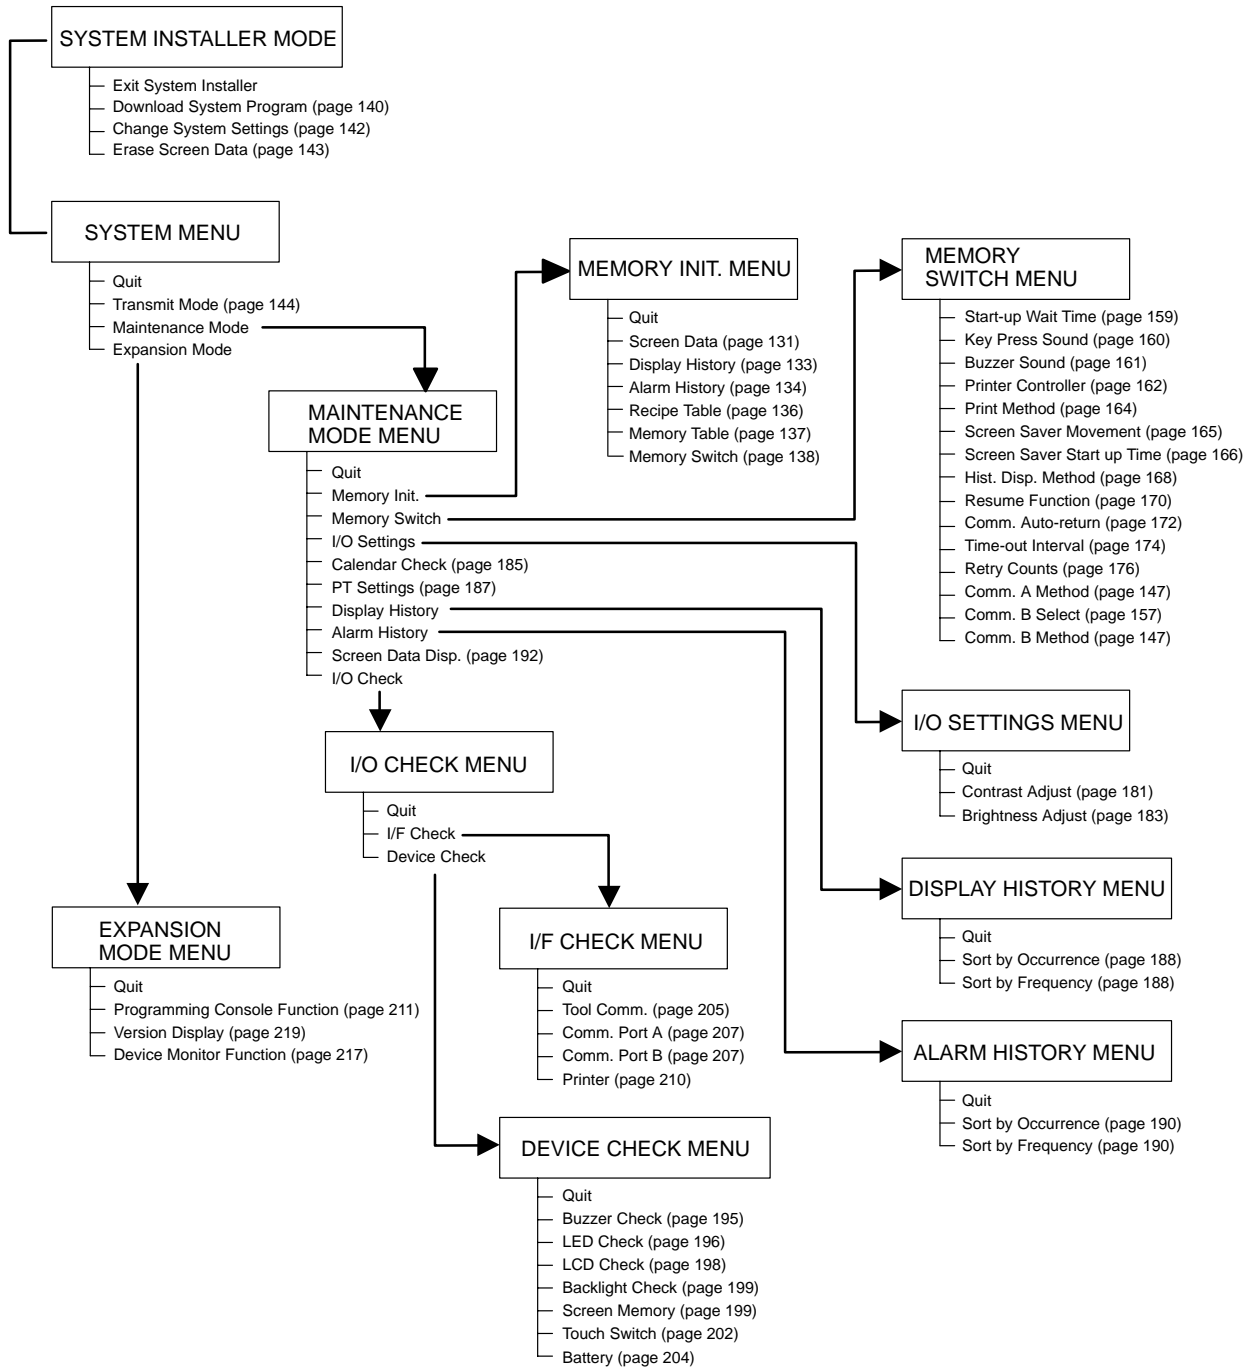 SYSTEM INSTALLER MODE
Exit System Installer
Download System Program (page 140)
Change System Settings (page 142)
Erase Screen Data (page 143)
SYSTEM MENU
Quit
Transmit Mode (page 144)
Maintenance Mode
Expansion Mode
MEMORY INIT. MENU
Quit
Screen Data (page 131)
Display History (page 133)
Alarm History (page 134)
Recipe Table (page 136)
Memory Table (page 137)
Memory Switch (page 138)
MEMORY
SWITCH MENU
Start-up Wait Time (page 159)
Key Press Sound (page 160)
Buzzer Sound (page 161)
Printer Controller (page 162)
Print Method (page 164)
Screen Saver Movement (page 165)
Screen Saver Start up Time (page 166)
Hist. Disp. Method (page 168)
Resume Function (page 170)
Comm. Auto-return (page 172)
Time-out Interval (page 174)
Retry Counts (page 176)
Comm. A Method (page 147)
Comm. B Select (page 157)
Comm. B Method (page 147)
MAINTENANCE
MODE MENU
Quit
Memory Init.
Memory Switch
I/O Settings
Calendar Check (page 185)
PT Settings (page 187)
Display History
Alarm History
Screen Data Disp. (page 192)
I/O Check
I/O SETTINGS MENU
Quit
Contrast Adjust (page 181)
Brightness Adjust (page 183)
I/O CHECK MENU
Quit
I/F Check
Device Check
DISPLAY HISTORY MENU
Quit
Sort by Occurrence (page 188)
Sort by Frequency (page 188)
EXPANSION
MODE MENU
Quit
Programming Console Function (page 211)
Version Display (page 219)
Device Monitor Function (page 217)
I/F CHECK MENU
Quit
Tool Comm. (page 205)
Comm. Port A (page 207)
Comm. Port B (page 207)
Printer (page 210)
ALARM HISTORY MENU
Quit
Sort by Occurrence (page 190)
Sort by Frequency (page 190)
DEVICE CHECK MENU
Quit
Buzzer Check (page 195)
LED Check (page 196)
LCD Check (page 198)
Backlight Check (page 199)
Screen Memory (page 199)
Touch Switch (page 202)
Battery (page 204)